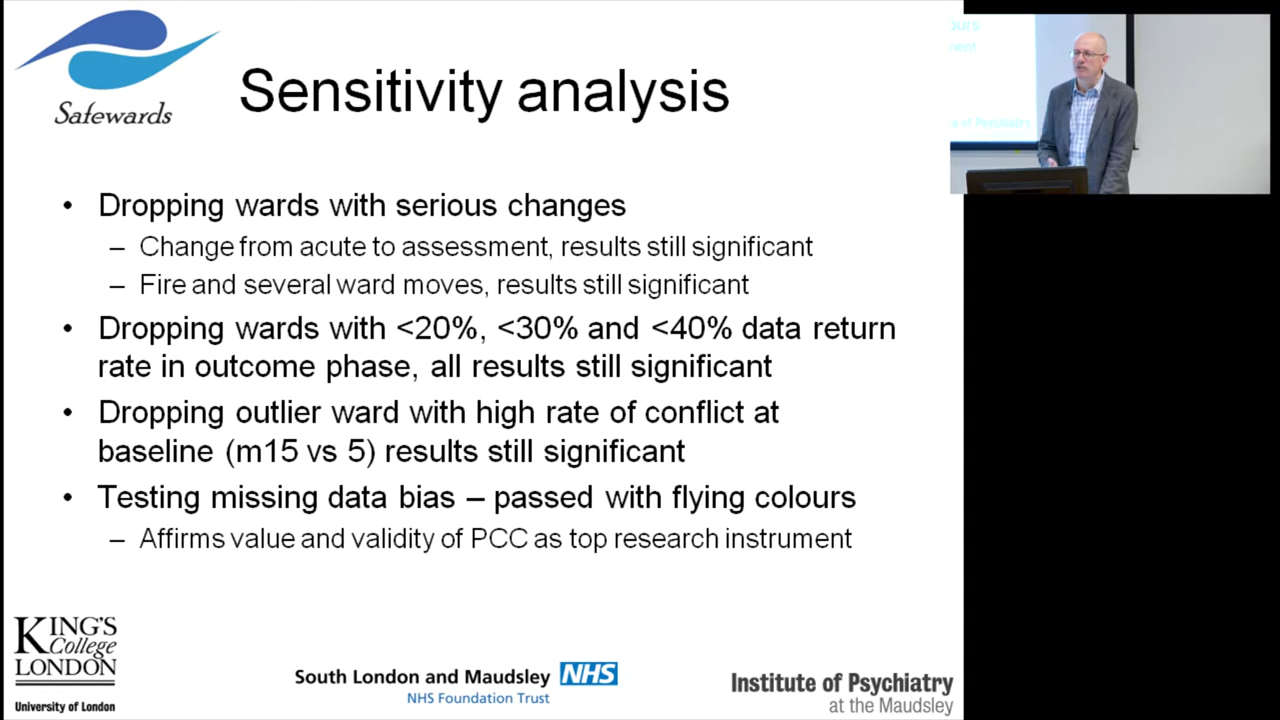 Safewards
Sensitivity analysis
• Dropping wards with serious changes
– Change from acute to assessment, results still significant
– Fire and several ward moves, results still significant
• Dropping wards with <20%, <30% and <40% data return
rate in outcome phase, all results still significant
• Dropping outlier ward with high rate of conflict at
baseline (m15 vs 5) results still significant
• Testing missing data bias – passed with flying colours
– Affirms value and validity of PCC as top research instrument
KING'S
College
LONDON
University of London
South London and Maudsley NHS
NHS Foundation Trust
Institute of Psychiatry
at the Maudsley
ours
ment
a of Psychiatry